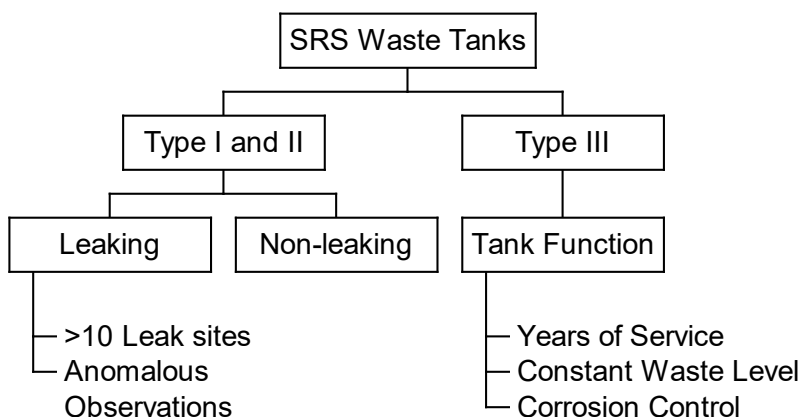 SRS Waste Tanks
Type I and II
Type III
Leaking
Non-leaking
Tank Function
>10 Leak sites
Anomalous
Observations
Years of Service
Constant Waste Level
Corrosion Control